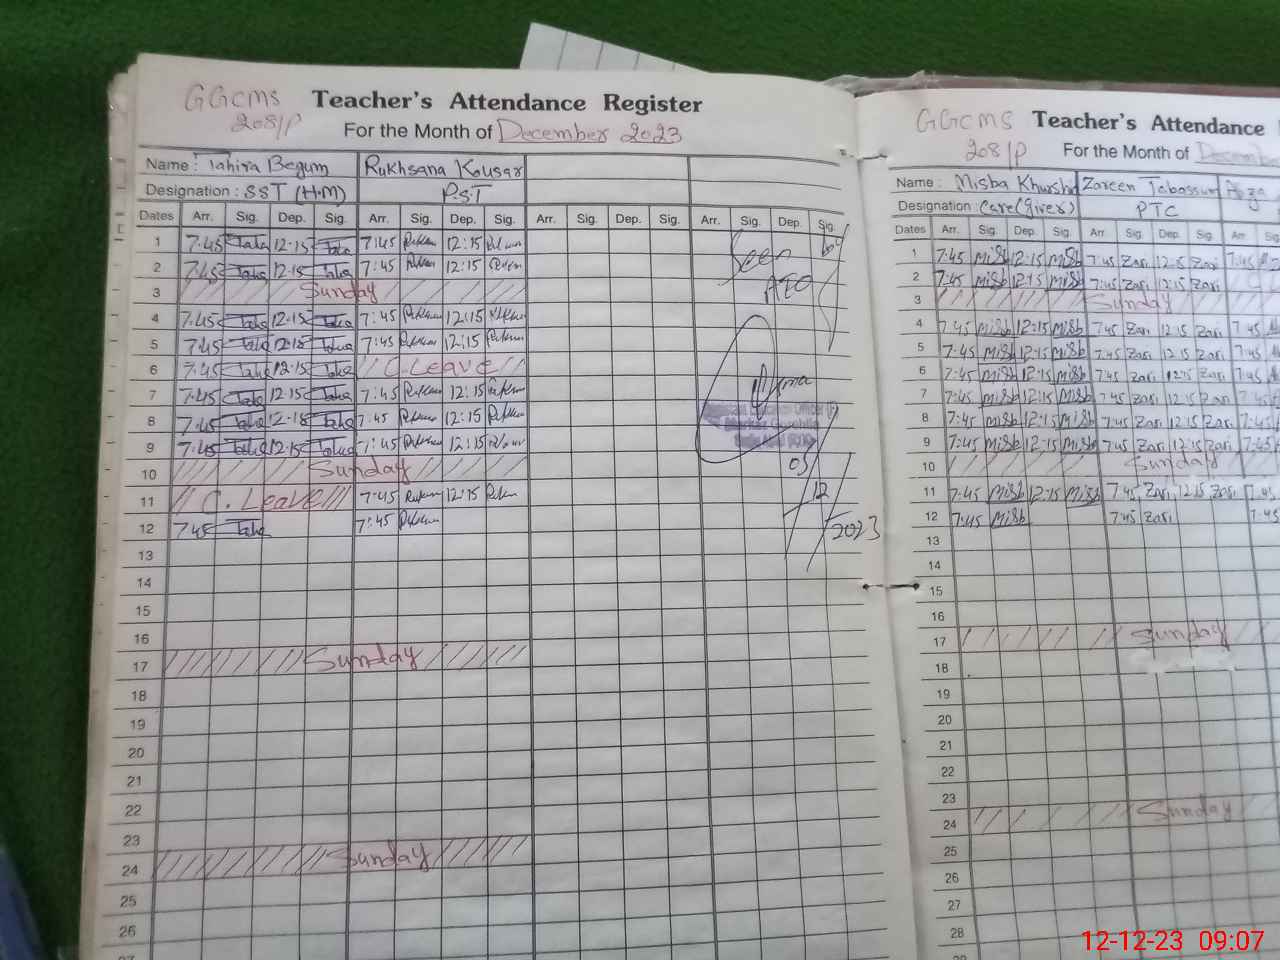 GGCMS Teacher's Attendance Register
208/P For the Month of December 2023
Name: Tahira Begum Rukhsana Kousar
Designation: SST (H.M) P.S.T
Dates Arr. Sig. Dep. Sig. Arr. Sig. Dep. Sig. Arr. Sig. Dep. Sig. Arr. Sig. Dep. Sig.
1 7:45 Taha 12:15 Taha 7:45 12:15
2 7:45 Taha 12:15 Taha 7:45 12:15
3 Sunday
4 7:45 Taha 12:15 Taha 7:45 12:15
5 7:45 Taha 12:15 Taha 7:45 12:15
6 7:45 Taha 12:15 Taha C. Leave
7 7:45 Taha 12:15 Taha 7:45 12:15
8 7:45 Taha 12:15 Taha 7:45 12:15
9 7:45 Taha 12:15 Taha 7:45 12:15
10 Sunday
11 C. Leave 7:45 12:15
12 7:45 Taha 7:45
13
14
15
16
17 Sunday
18
19
20
21
22
23
24 Sunday
25
26
27
Seen
AEO
05/12/2023
GGCMS Teacher's Attendance
208/P For the Month of December
Name: Misba Khurshid Zareen Tabassum
Designation: Care(Giver) PTC
Dates Arr. Sig. Dep. Sig. Arr. Sig. Dep. Sig. Arr. Sig.
1 7:45 Misb 12:15 Misb 7:45 Zari 12:15 Zari 7:45
2 7:45 Misb 12:15 Misb 7:45 Zari 12:15 Zari
3 Sunday
4 7:45 Misb 12:15 Misb 7:45 Zari 12:15 Zari 7:45
5 7:45 Misb 12:15 Misb 7:45 Zari 12:15 Zari 7:45
6 7:45 Misb 12:15 Misb 7:45 Zari 12:15 Zari 7:45
7 7:45 Misb 12:15 Misb 7:45 Zari 12:15 Zari 7:45
8 7:45 Misb 12:15 Misb 7:45 Zari 12:15 Zari 7:45
9 7:45 Misb 12:15 Misb 7:45 Zari 12:15 Zari 7:45
10 Sunday
11 7:45 Misb 12:15 Misb 7:45 Zari 12:15 Zari 7:45
12 7:45 Misb 7:45 Zari 7:45
13
14
15
16
17 Sunday
18
19
20
21
22
23
24 Sunday
25
26
27
28
12-12-23 09:07